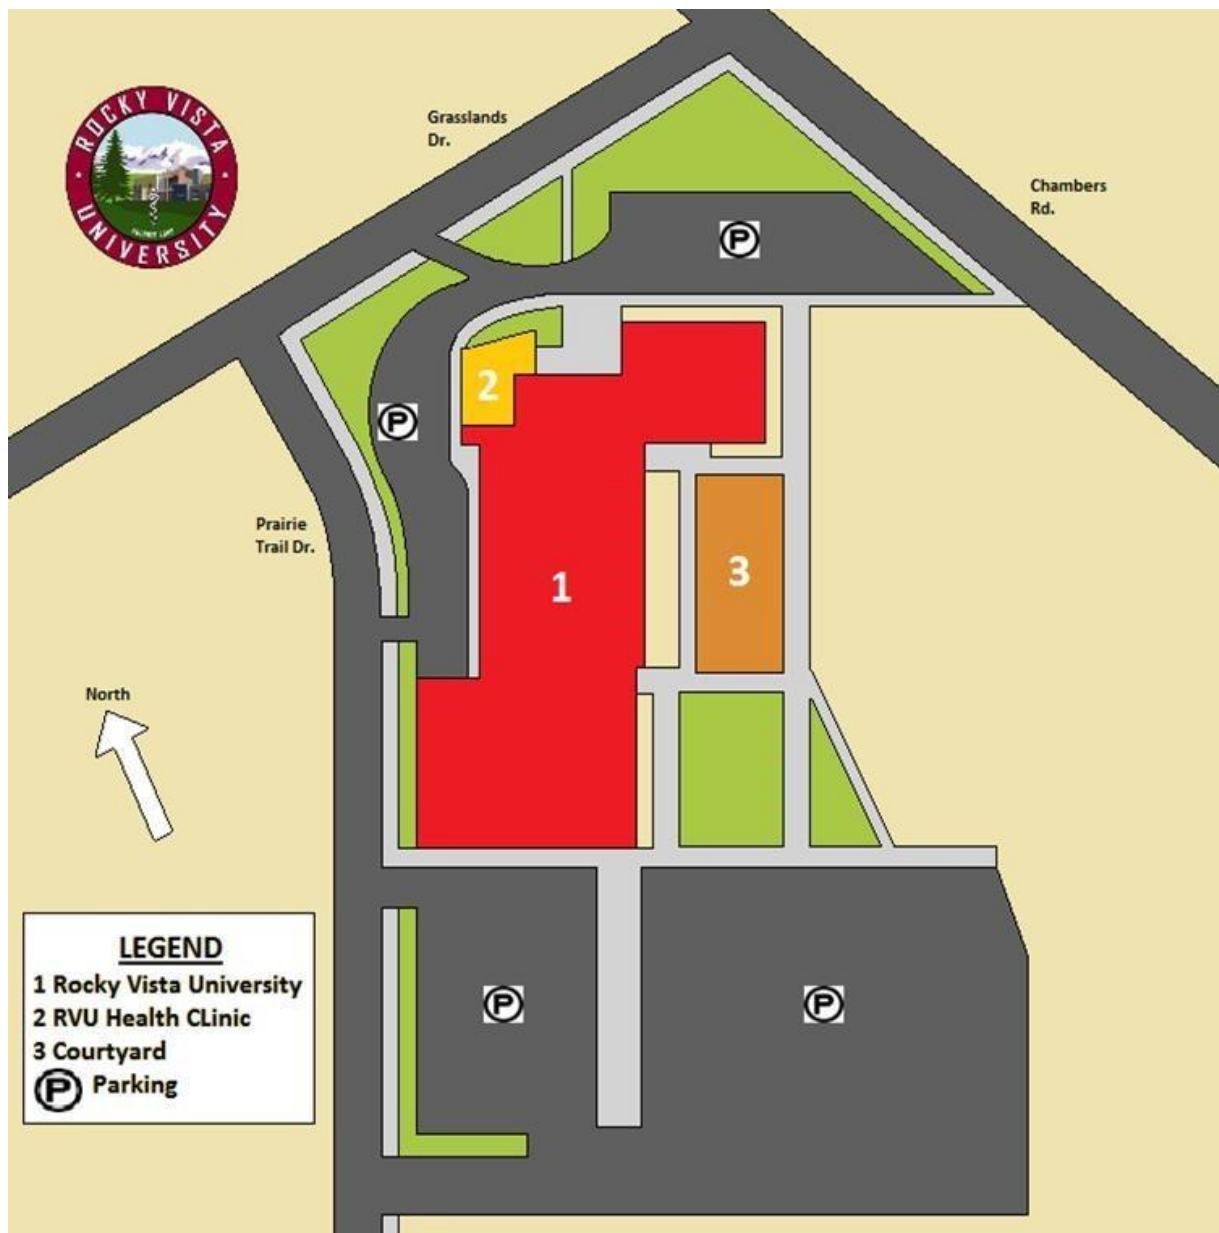 ROCKY VISTA
UNIVERSITY
Grasslands
Dr.
Chambers
Rd.
P
2
P
Prairie
Trail Dr.
3
1
North
LEGEND
1 Rocky Vista University
2 RVU Health CLinic
3 Courtyard
P Parking
P
P